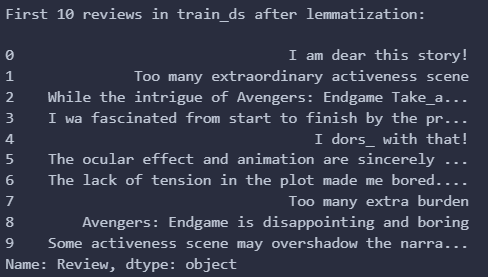 First 10 reviews in train_ds after lemmatization:
0 I am dear this story!
1 Too many extraordinary activeness scene
2 While the intrigue of Avengers: Endgame Take_a...
3 I wa fascinated from start to finish by the pr...
4 I dors_ with that!
5 The ocular effect and animation are sincerely ...
6 The lack of tension in the plot made me bored....
7 Too many extra burden
8 Avengers: Endgame is disappointing and boring
9 Some activeness scene may overshadow the narra...
Name: Review, dtype: object